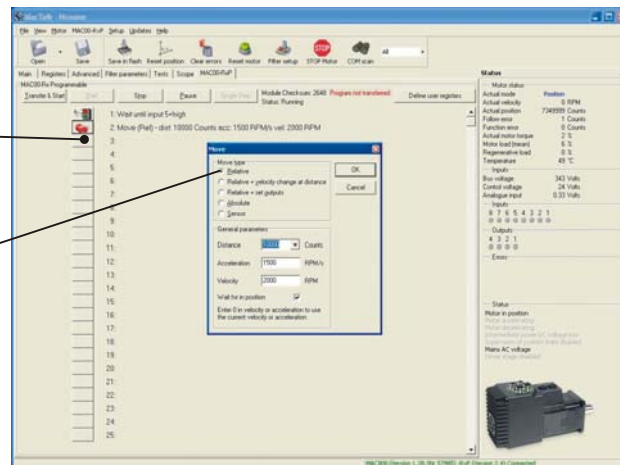 MacTalk - Noname
File View Motor MAC00-RxP Setup Updates Help
Open Save Save in flash Reset position Clear errors Reset motor Filter setup STOP Motor COM scan All
Main Registers Advanced Filter parameters Tests Scope MAC00-RxP
MAC00-Rx Programmable
Transfer & Start Stop Pause Module Checksum: 2648 Program not transferred Define user registers
Status: Running
1: Wait until input 5=high
2: Move (Rel) - dist: 10000 Counts acc: 1500 RPM/s vel: 2000 RPM
3:
4:
5:
6:
7:
8:
9:
10:
11:
12:
13:
14:
15:
16:
17:
18:
19:
20:
21:
22:
23:
24:
25:
Move
Move type
Relative
Relative + velocity change at distance
Relative + set outputs
Absolute
Sensor
OK
Cancel
General parameters
Distance 10000 Counts
Acceleration 1500 RPM/s
Velocity 2000 RPM
Wait for in position
Enter 0 in velocity or acceleration to use
the current velocity or acceleration
Status
Motor status
Actual mode Position
Actual velocity 0 RPM
Actual position Counts
Follow error 1 Counts
Function error 0 Counts
Actual motor torque 2 %
Motor load (mean) 6 %
Regenerative load 0 %
Temperature 49 °C
Inputs
Bus voltage 343 Volts
Control voltage 24 Volts
Analogue input 0.33 Volts
Inputs
8 7 6 5 4 3 2 1
Outputs
4 3 2 1
Errors
Status
Motor in position
Motor accelerating
Motor decelerating
Mains AC voltage